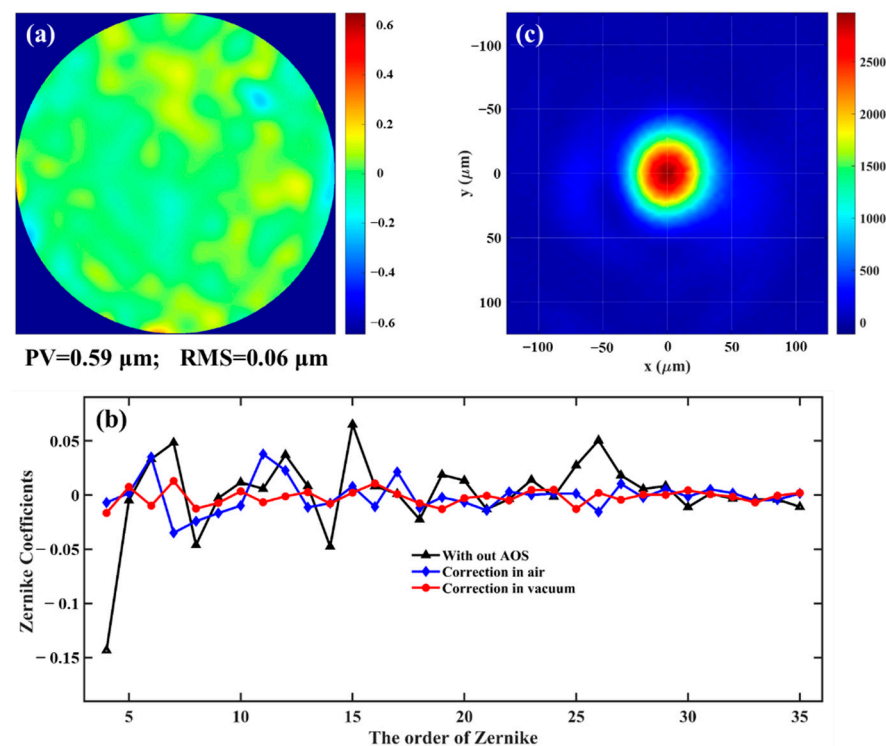 (a)
0.6
0.4
0.2
0
−0.2
−0.4
−0.6
PV=0.59 μm; RMS=0.06 μm
(c)
−100
−50
0
50
100
y (μm)
−100 −50 0 50 100
x (μm)
2500
2000
1500
1000
500
0
(b)
0.05
0
−0.05
−0.1
−0.15
Zernike Coefficients
With out AOS
Correction in air
Correction in vacuum
5 10 15 20 25 30 35
The order of Zernike